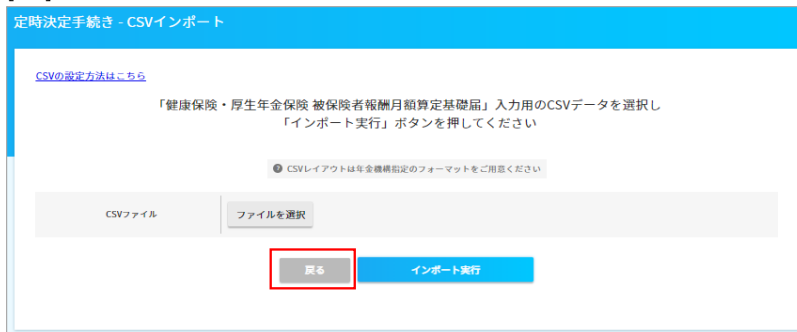 定時決定手続き - CSVインポート
CSVの設定方法はこちら
「健康保険・厚生年金保険 被保険者報酬月額算定基礎届」入力用のCSVデータを選択し
「インポート実行」ボタンを押してください
? CSVレイアウトは年金機構指定のフォーマットをご用意ください
CSVファイル
ファイルを選択
戻る
インポート実行